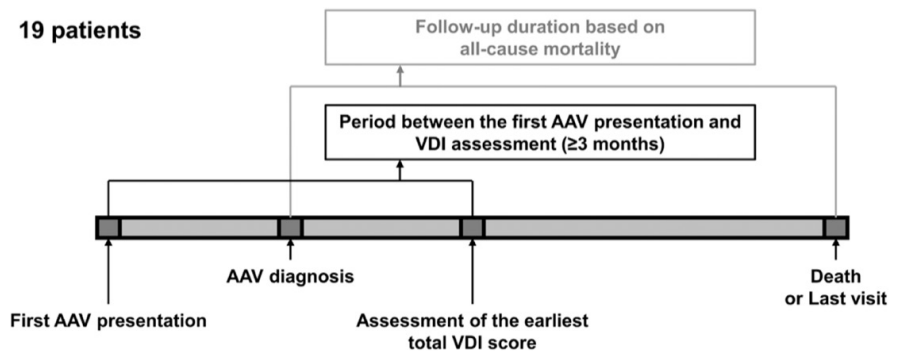 19 patients
Follow-up duration based on
all-cause mortality
Period between the first AAV presentation and
VDI assessment (≥3 months)
AAV diagnosis
Death
or Last visit
First AAV presentation
Assessment of the earliest
total VDI score